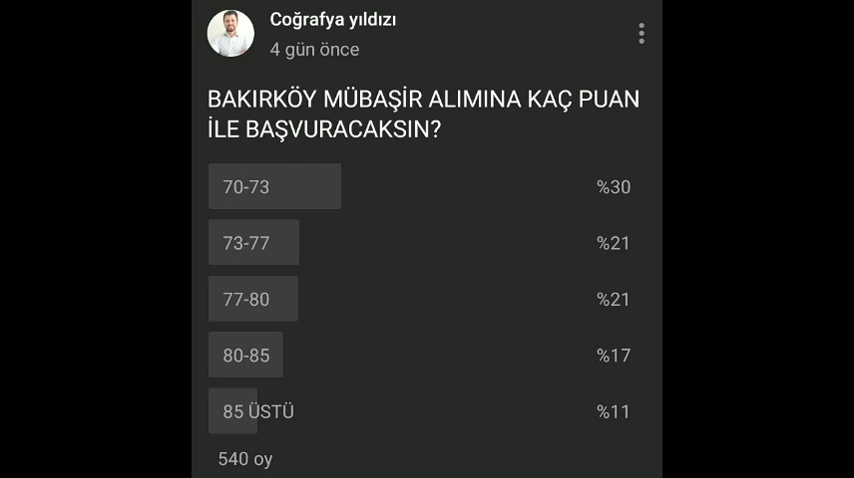 Coğrafya yıldızı
4 gün önce
BAKIRKÖY MÜBAŞİR ALIMINA KAÇ PUAN
İLE BAŞVURACAKSIN?
70-73 %30
73-77 %21
77-80 %21
80-85 %17
85 ÜSTÜ %11
540 oy